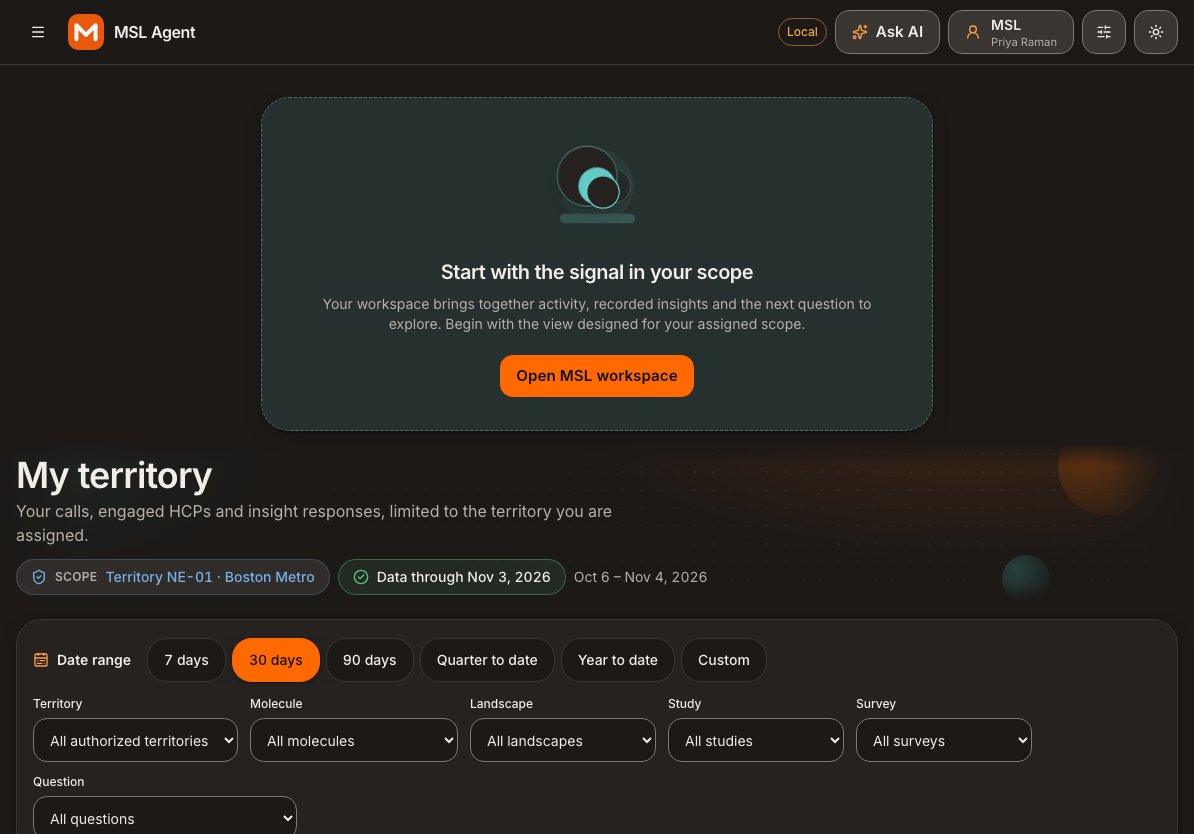 MSL Agent
Local
Ask AI
MSL
Priya Raman
Start with the signal in your scope
Your workspace brings together activity, recorded insights and the next question to
explore. Begin with the view designed for your assigned scope.
Open MSL workspace
My territory
Your calls, engaged HCPs and insight responses, limited to the territory you are
assigned.
SCOPE Territory NE-01 · Boston Metro
Data through Nov 3, 2026
Oct 6 – Nov 4, 2026
Date range
7 days
30 days
90 days
Quarter to date
Year to date
Custom
Territory
Molecule
Landscape
Study
Survey
All authorized territories
All molecules
All landscapes
All studies
All surveys
Question
All questions